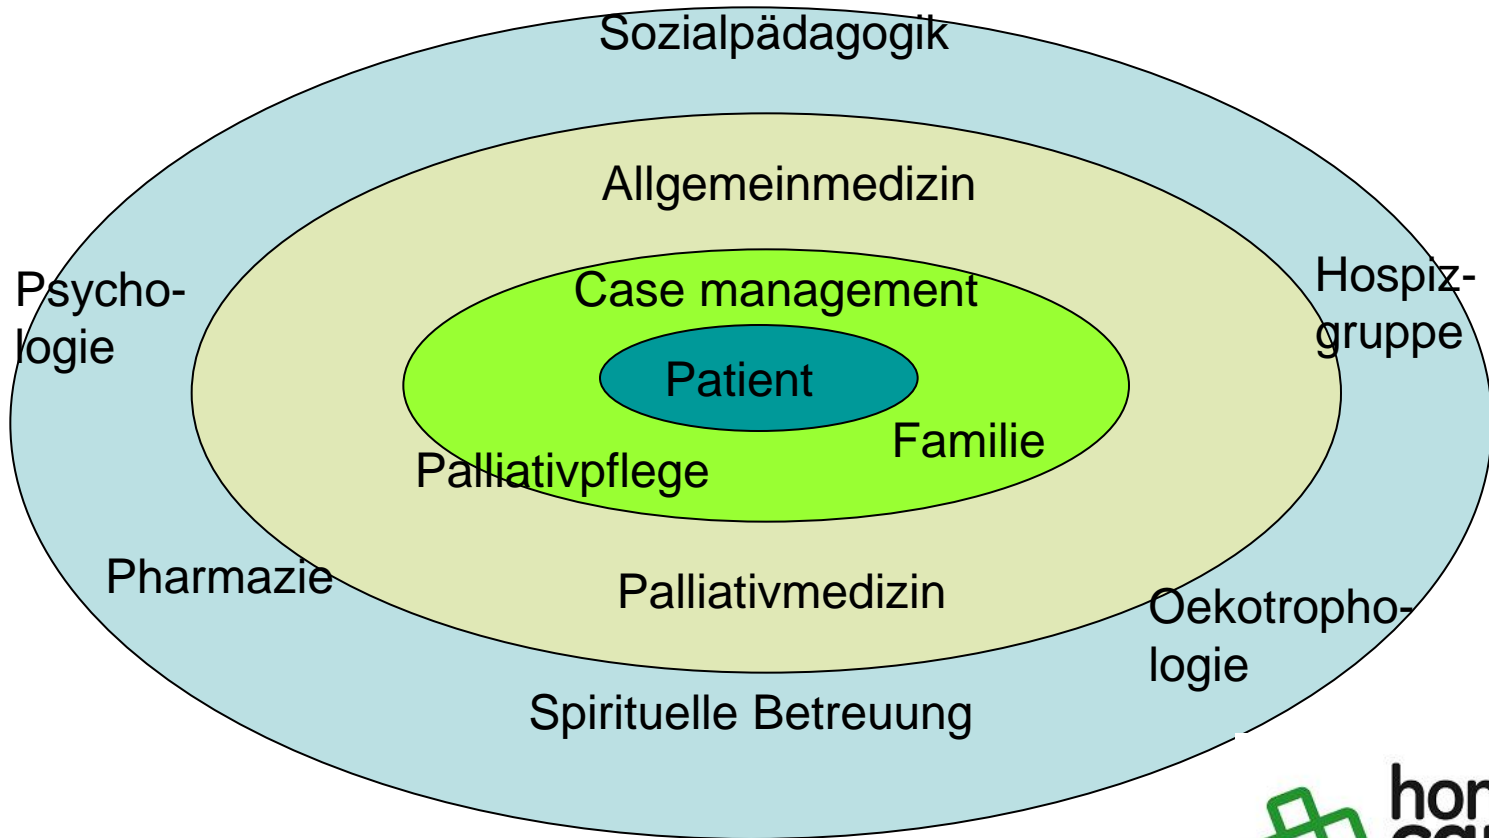 Sozialpädagogik
Allgemeinmedizin
Psycho-
logie
Case management
Hospiz-
gruppe
Patient
Familie
Palliativpflege
Pharmazie
Palliativmedizin
Oekotropho-
logie
Spirituelle Betreuung